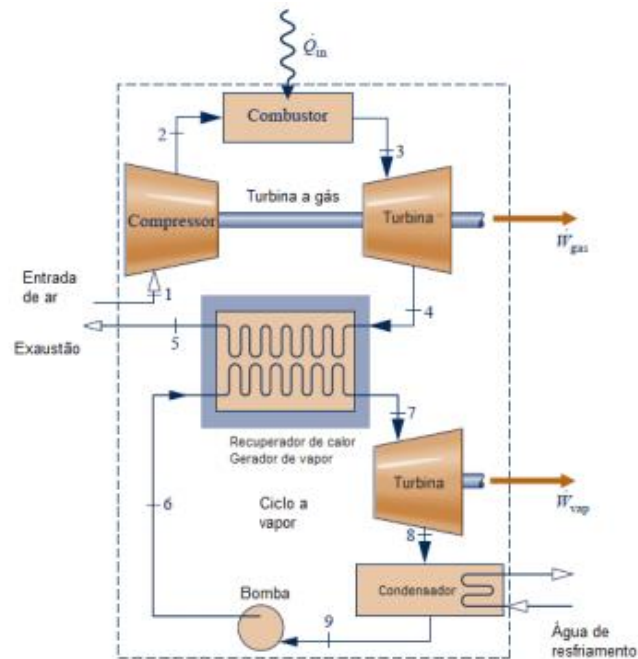 Q̇in
Combustor
2
3
Turbina a gás
Compressor
Turbina
Ẇgas
Entrada
de ar
1
4
5
Exaustão
7
Recuperador de calor
Gerador de vapor
Turbina
6
Ciclo a
vapor
Ẇvap
8
Bomba
Condensador
9
Água de
resfriamento